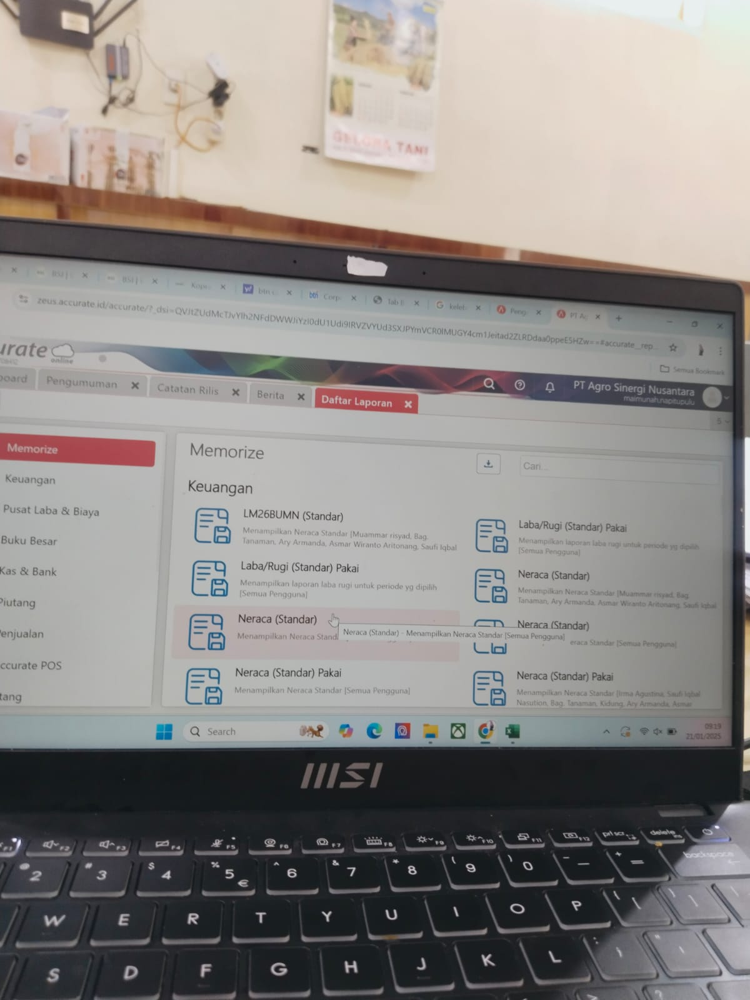 GELORA TANI
BSI |
BSI |
Kopr
btn c
btn Corp
Tab B
keleb
Peng
PT Ag
zeus.accurate.id/accurate/?_dsi=
#accurate__rep...
Semua Bookmark
urate
online
board
Pengumuman
Catatan Rilis
Berita
Daftar Laporan
PT Agro Sinergi Nusantara
maimunah.napitupulu
5
Memorize
Keuangan
Pusat Laba & Biaya
Buku Besar
Kas & Bank
Piutang
enjualan
ccurate POS
tang
Memorize
Cari...
Keuangan
LM26BUMN (Standar)
Menampilkan Neraca Standar [Muammar risyad, Bag.
Tanaman, Ary Armanda, Asmar Wiranto Aritonang, Saufi Iqbal
Laba/Rugi (Standar) Pakai
Menampilkan laporan laba rugi untuk periode yg dipilih
[Semua Pengguna]
Laba/Rugi (Standar) Pakai
Menampilkan laporan laba rugi untuk periode yg dipilih
[Semua Pengguna]
Neraca (Standar)
Menampilkan Neraca Standar [Muammar risyad, Bag.
Tanaman, Ary Armanda, Asmar Wiranto Aritonang, Saufi Iqbal
Neraca (Standar)
Menampilkan Neraca Stand
Neraca (Standar) - Menampilkan Neraca Standar [Semua Pengguna]
Neraca (Standar)
eraca Standar [Semua Pengguna]
Neraca (Standar) Pakai
Menampilkan Neraca Standar [Semua Pengguna]
Neraca (Standar) Pakai
Menampilkan Neraca Standar [Irma Agustina, Saufi Iqbal
Nasution, Bag. Tanaman, Kidung, Ary Armanda, Asmar
Search
09:19
21/01/2025
msi
F1 F2 F3 F4 F5 F6 F7 F8 F9 F10 F11 F12 prt scr delete ins
@ 2 # 3 $ 4 % 5 € ^ 6 & 7 * 8 ( 9 ) 0 _ — + = backspace
W E R T Y U I O P { [ } ]
S D F G H J K L : ; " '
> ?